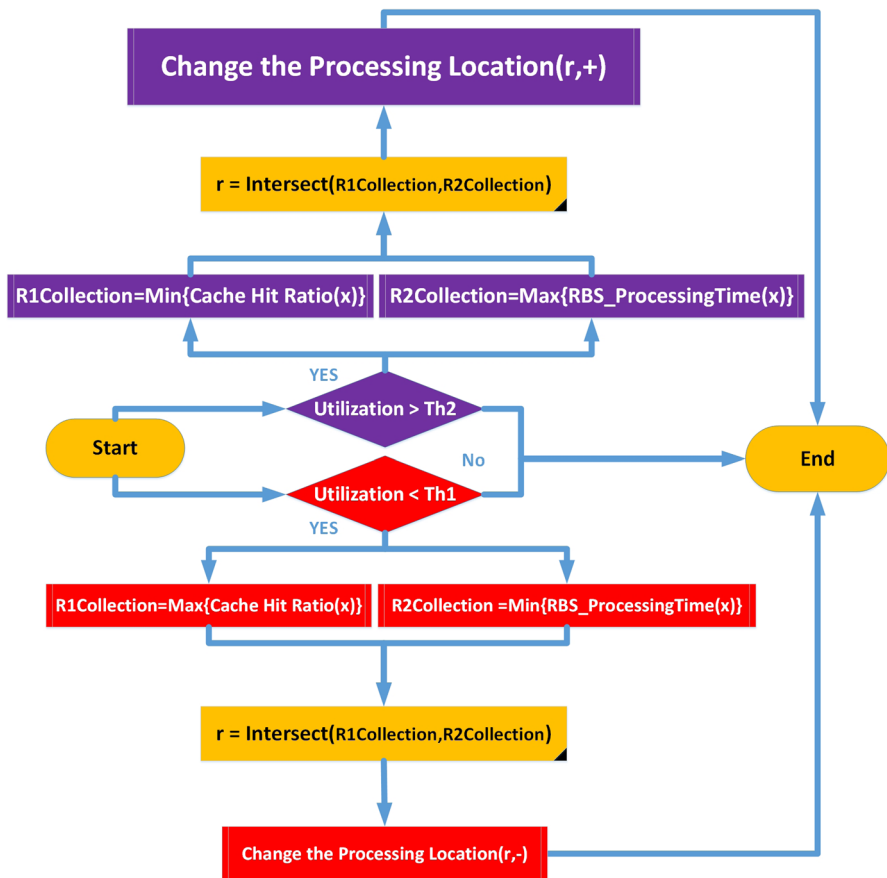 Change the Processing Location(r,+)
r = Intersect(R1Collection,R2Collection)
R1Collection=Min{Cache Hit Ratio(x)}
R2Collection=Max{RBS_ProcessingTime(x)}
YES
Utilization > Th2
Start
No
End
Utilization < Th1
YES
R1Collection=Max{Cache Hit Ratio(x)}
R2Collection =Min{RBS_ProcessingTime(x)}
r = Intersect(R1Collection,R2Collection)
Change the Processing Location(r,-)